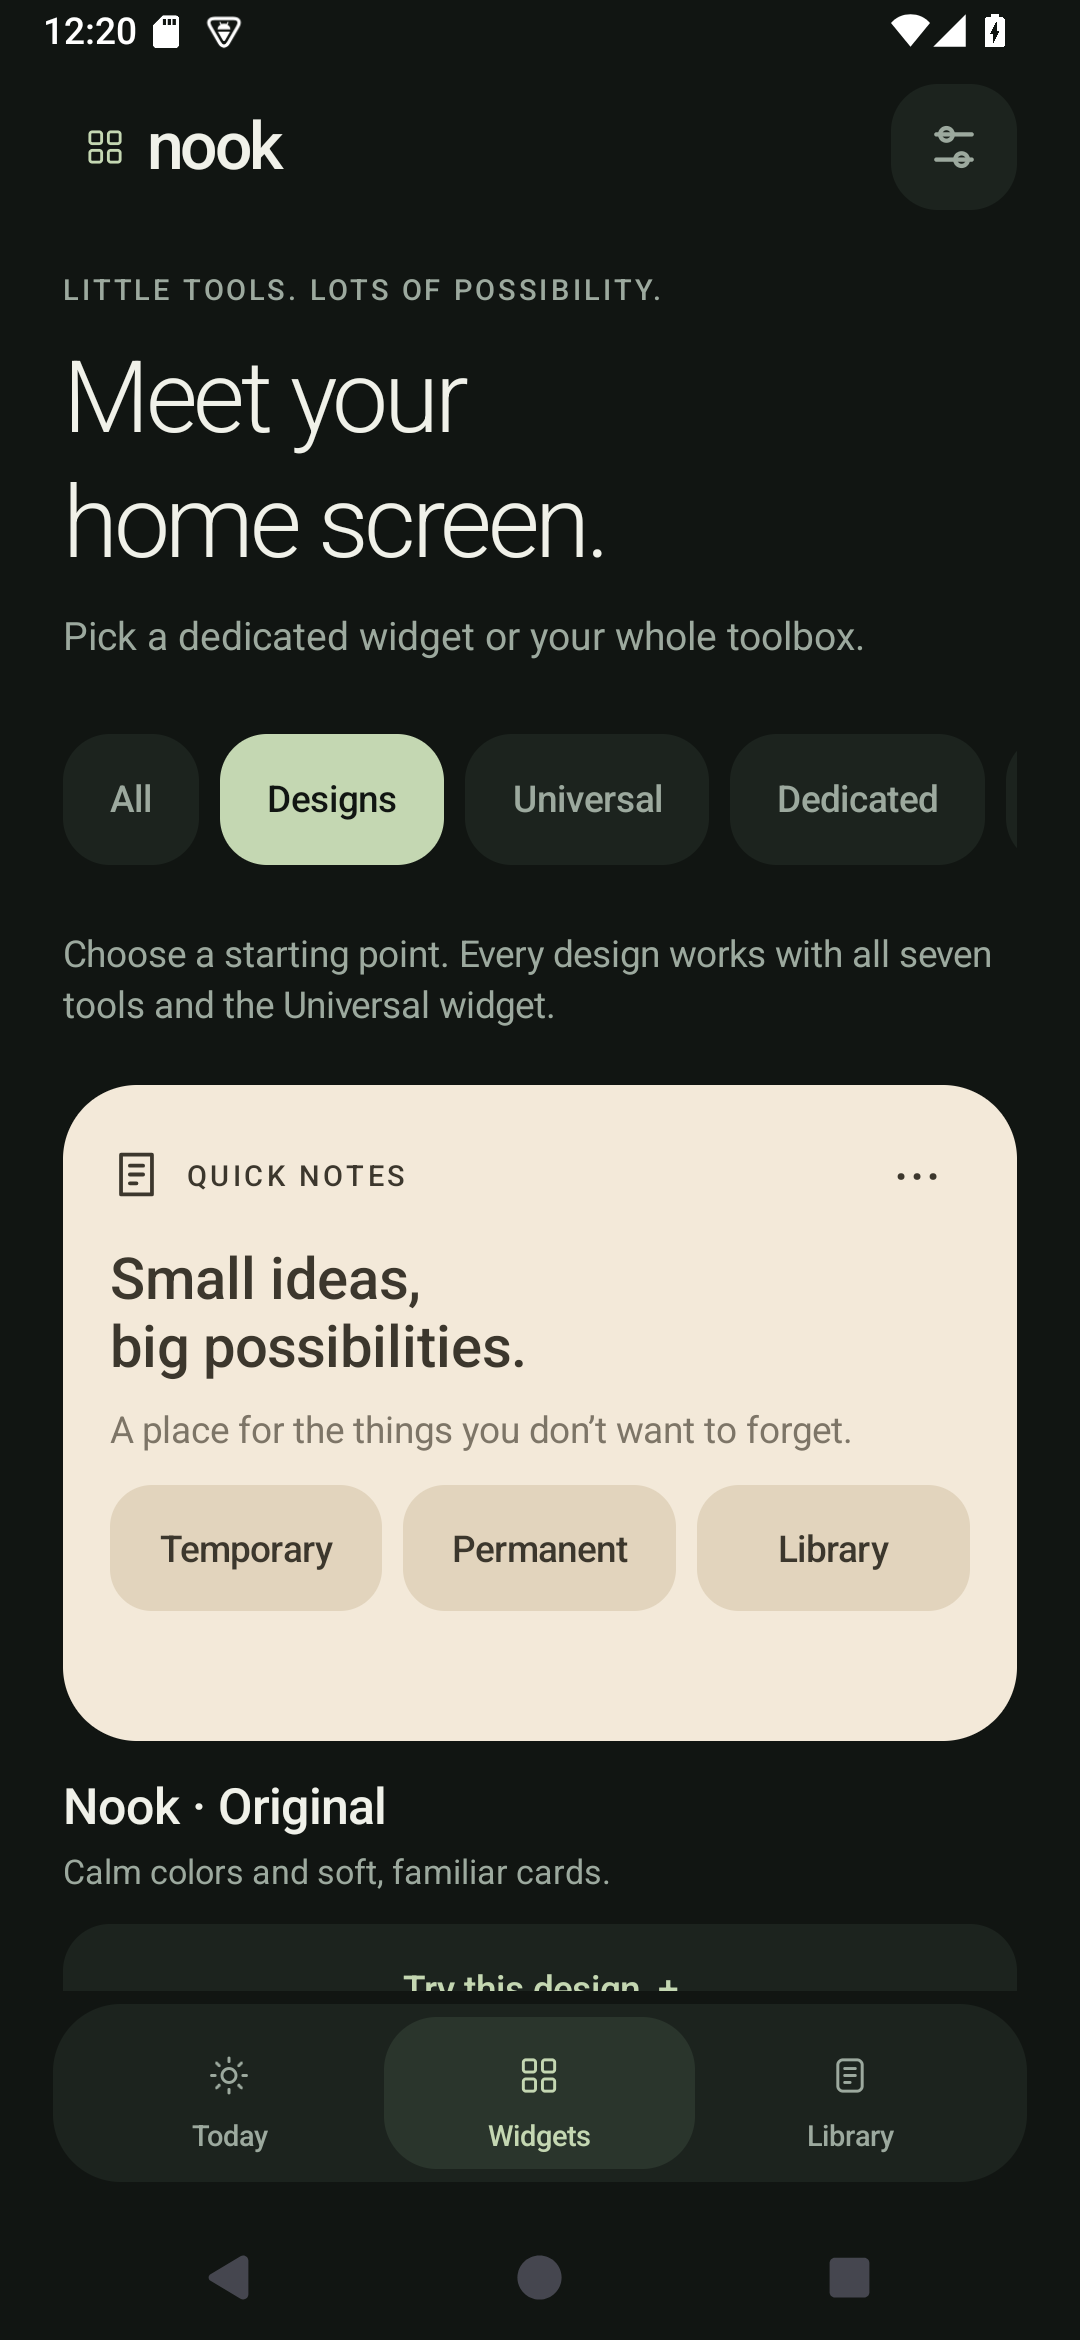 12:20
nook
LITTLE TOOLS. LOTS OF POSSIBILITY.
Meet your
home screen.
Pick a dedicated widget or your whole toolbox.
All
Designs
Universal
Dedicated
Choose a starting point. Every design works with all seven
tools and the Universal widget.
QUICK NOTES
Small ideas,
big possibilities.
A place for the things you don’t want to forget.
Temporary
Permanent
Library
Nook · Original
Calm colors and soft, familiar cards.
Try this design +
Today
Widgets
Library